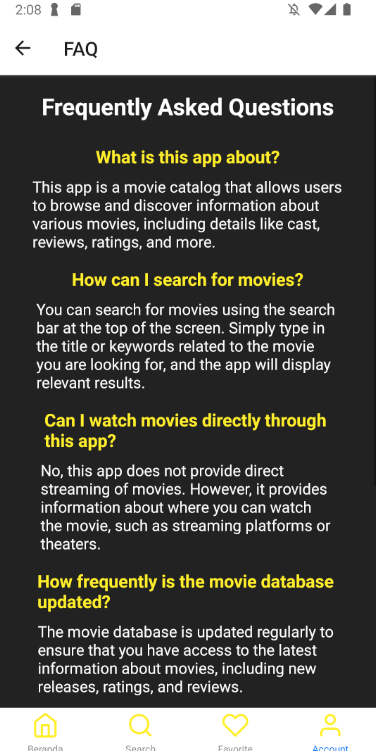 2:08
FAQ
Frequently Asked Questions
What is this app about?
This app is a movie catalog that allows users
to browse and discover information about
various movies, including details like cast,
reviews, ratings, and more.
How can I search for movies?
You can search for movies using the search
bar at the top of the screen. Simply type in
the title or keywords related to the movie
you are looking for, and the app will display
relevant results.
Can I watch movies directly through
this app?
No, this app does not provide direct
streaming of movies. However, it provides
information about where you can watch
the movie, such as streaming platforms or
theaters.
How frequently is the movie database
updated?
The movie database is updated regularly to
ensure that you have access to the latest
information about movies, including new
releases, ratings, and reviews.
Beranda Search Favorite Account